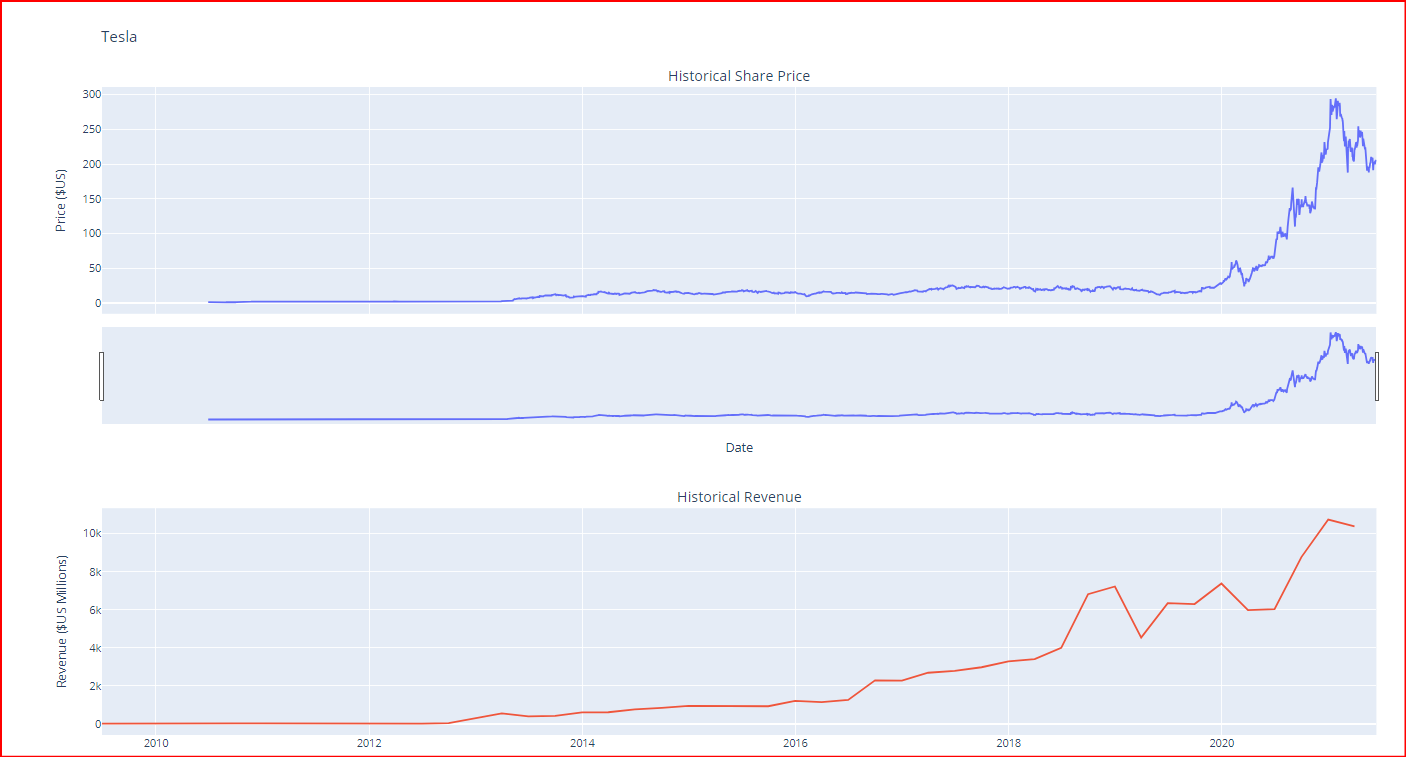 Tesla
Historical Share Price
300
250
200
150
100
50
0
Price ($US)
Date
Historical Revenue
10k
8k
6k
4k
2k
0
Revenue ($US Millions)
2010 2012 2014 2016 2018 2020